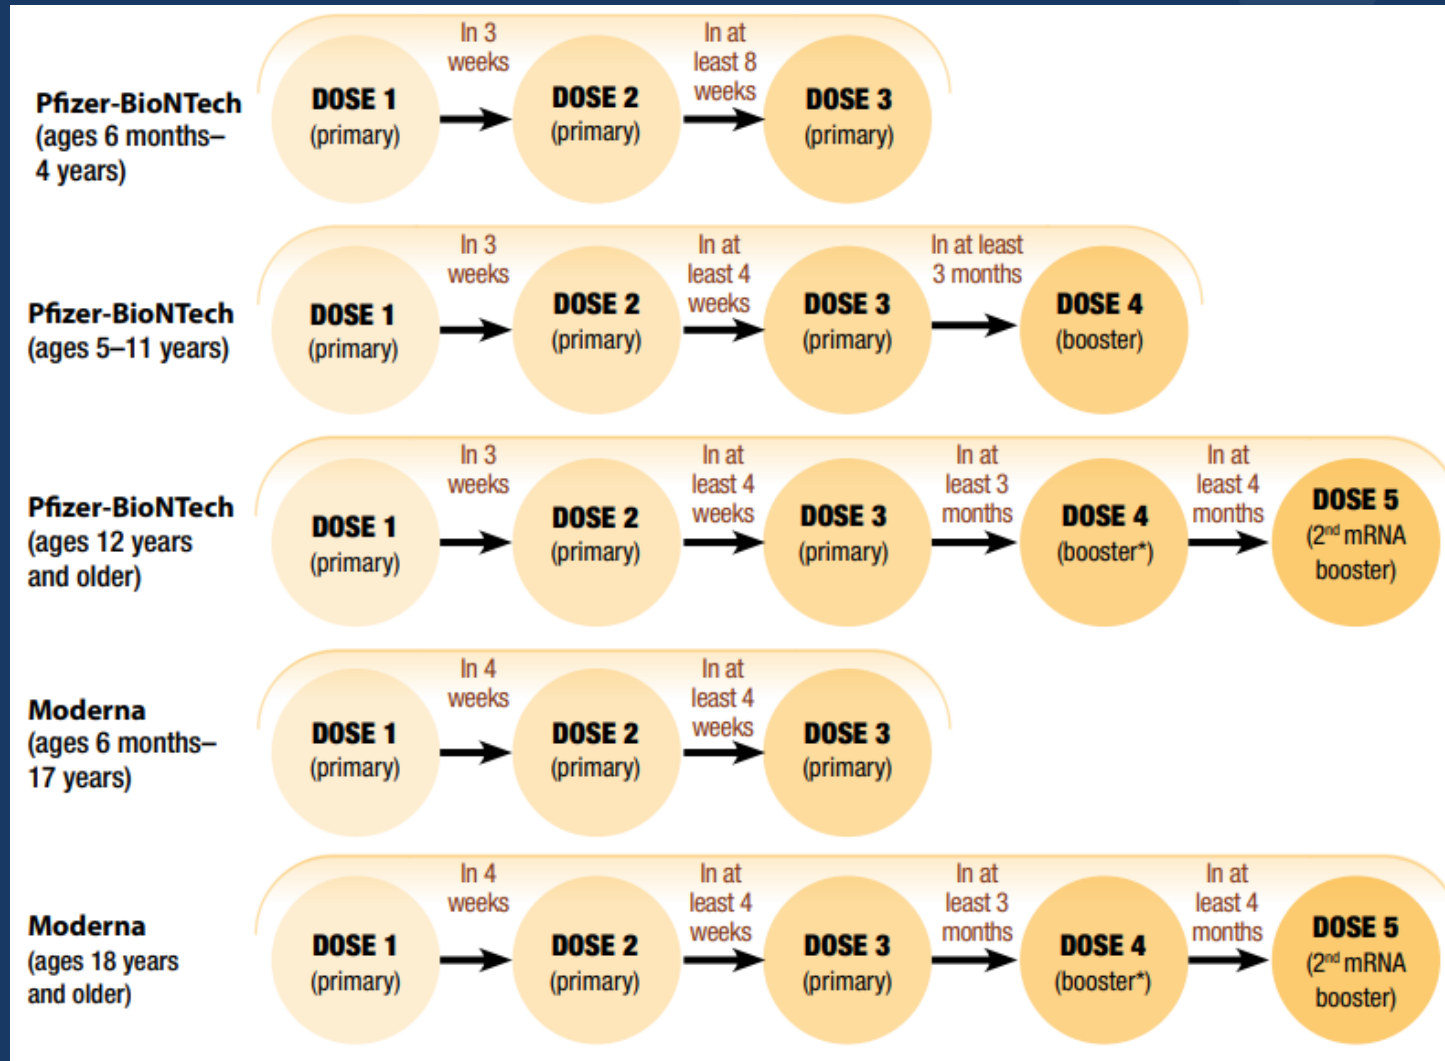 Pfizer-BioNTech
(ages 6 months–
4 years)
DOSE 1
(primary)
In 3
weeks
DOSE 2
(primary)
In at
least 8
weeks
DOSE 3
(primary)
Pfizer-BioNTech
(ages 5–11 years)
DOSE 1
(primary)
In 3
weeks
DOSE 2
(primary)
In at
least 4
weeks
DOSE 3
(primary)
In at least
3 months
DOSE 4
(booster)
Pfizer-BioNTech
(ages 12 years
and older)
DOSE 1
(primary)
In 3
weeks
DOSE 2
(primary)
In at
least 4
weeks
DOSE 3
(primary)
In at
least 3
months
DOSE 4
(booster*)
In at
least 4
months
DOSE 5
(2nd mRNA
booster)
Moderna
(ages 6 months–
17 years)
DOSE 1
(primary)
In 4
weeks
DOSE 2
(primary)
In at
least 4
weeks
DOSE 3
(primary)
Moderna
(ages 18 years
and older)
DOSE 1
(primary)
In 4
weeks
DOSE 2
(primary)
In at
least 4
weeks
DOSE 3
(primary)
In at
least 3
months
DOSE 4
(booster*)
In at
least 4
months
DOSE 5
(2nd mRNA
booster)